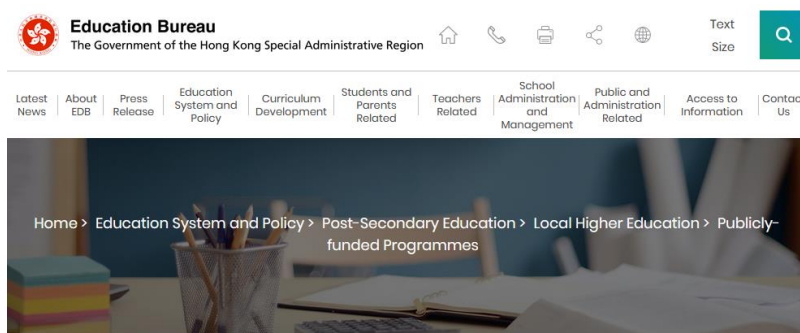 Education Bureau
The Government of the Hong Kong Special Administrative Region
Text
Size
Latest
News
About
EDB
Press
Release
Education
System and
Policy
Curriculum
Development
Students and
Parents
Related
Teachers
Related
School
Administration
and
Management
Public and
Administration
Related
Access to
Information
Contac
Us
Home > Education System and Policy > Post-Secondary Education > Local Higher Education > Publicly-
funded Programmes